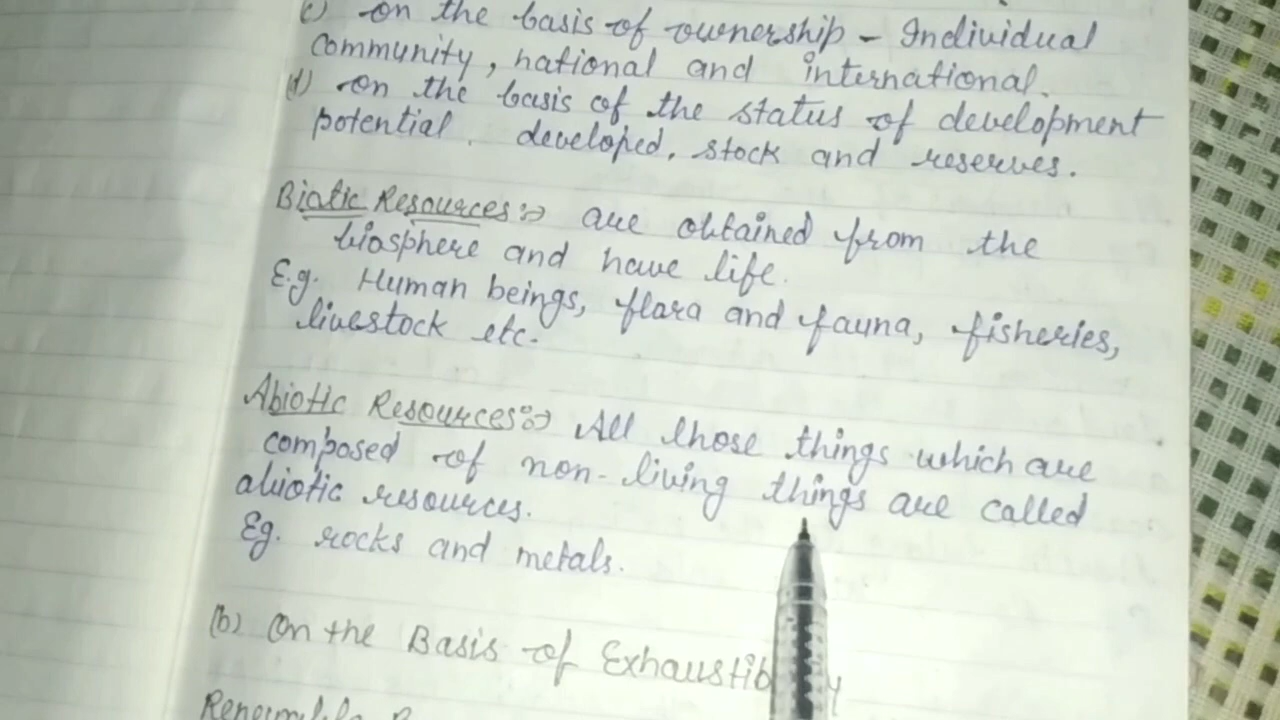 c) on the basis of ownership - Individual
community, national and international.
(d) on the basis of the status of development
potential, developed, stock and reserves.
Biotic Resources :→ are obtained from the
biosphere and have life.
E.g. Human beings, flora and fauna, fisheries,
livestock etc.
Abiotic Resources :→ All those things which are
composed of non-living things are called
abiotic resources.
Eg. rocks and metals.
(b) On the Basis of